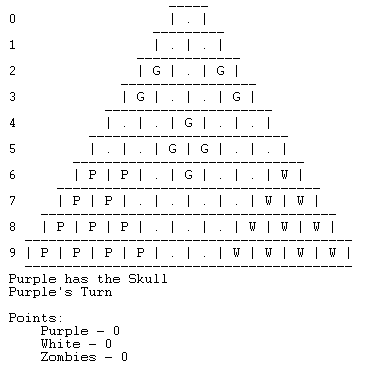 _____
0 | . |
_________
1 | . | . |
_____________
2 | G | . | G |
_________________
3 | G | . | . | G |
_____________________
4 | . | . | G | . | . |
_________________________
5 | . | . | G | G | . | . |
_____________________________
6 | P | P | . | G | . | . | W |
_________________________________
7 | P | P | . | . | . | . | W | W |
_____________________________________
8 | P | P | P | . | . | . | W | W | W |
_________________________________________
9 | P | P | P | P | . | . | W | W | W | W |
_________________________________________
Purple has the Skull
Purple's Turn
Points:
Purple - 0
White - 0
Zombies - 0